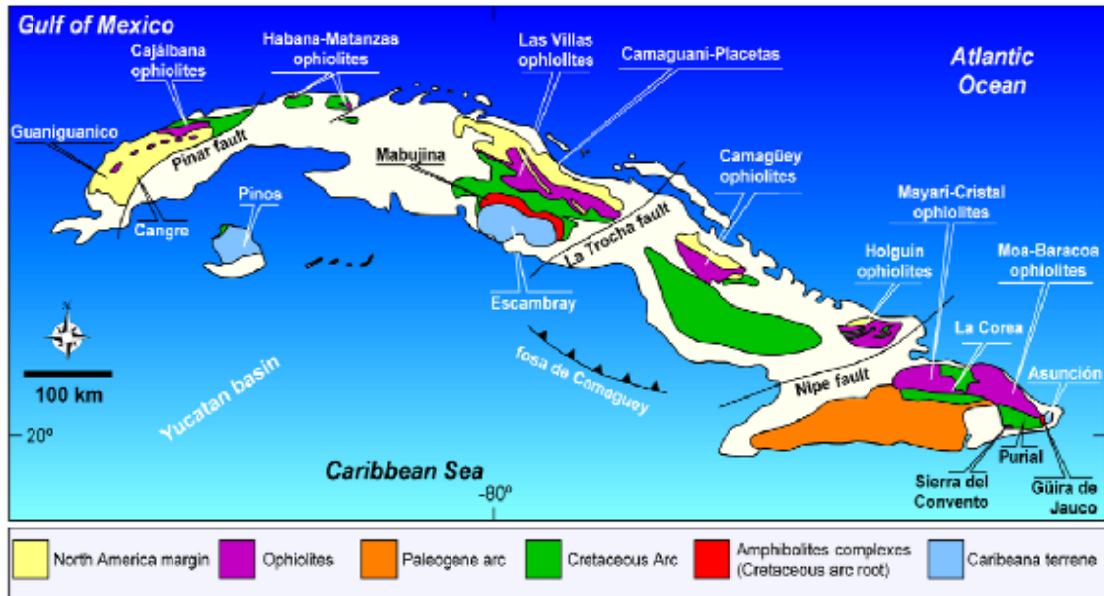 Gulf of Mexico
Cajálbana
ophiolites
Habana-Matanzas
ophiolites
Las Villas
ophiolites
Camaguani-Placetas
Atlantic
Ocean
Guaniguanico
Pinar fault
Mabujina
Camagüey
ophiolites
Mayarí-Cristal
ophiolites
Pinos
Cangre
La Trocha fault
Holguin
ophiolites
Moa-Baracoa
ophiolites
Escambray
La Corea
Asunción
100 km
Yucatan basin
fosa de Camaguey
Nipe fault
20º
Caribbean Sea
-80º
Purial
Sierra del
Convento
Güira de
Jauco
North America margin
Ophiolites
Paleogene arc
Cretaceous Arc
Amphibolites complexes
(Cretaceous arc root)
Caribeana terrene